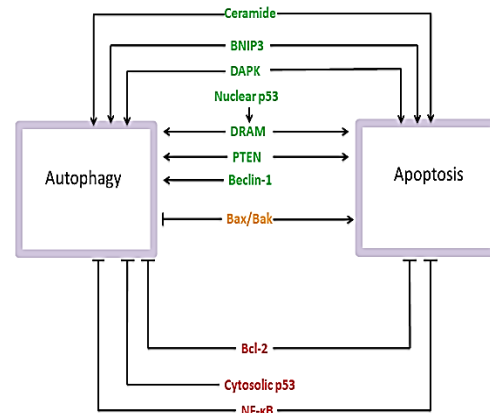 Ceramide
BNIP3
DAPK
Nuclear p53
DRAM
PTEN
Beclin-1
Autophagy
Apoptosis
Bax/Bak
Bcl-2
Cytosolic p53
NF-κB